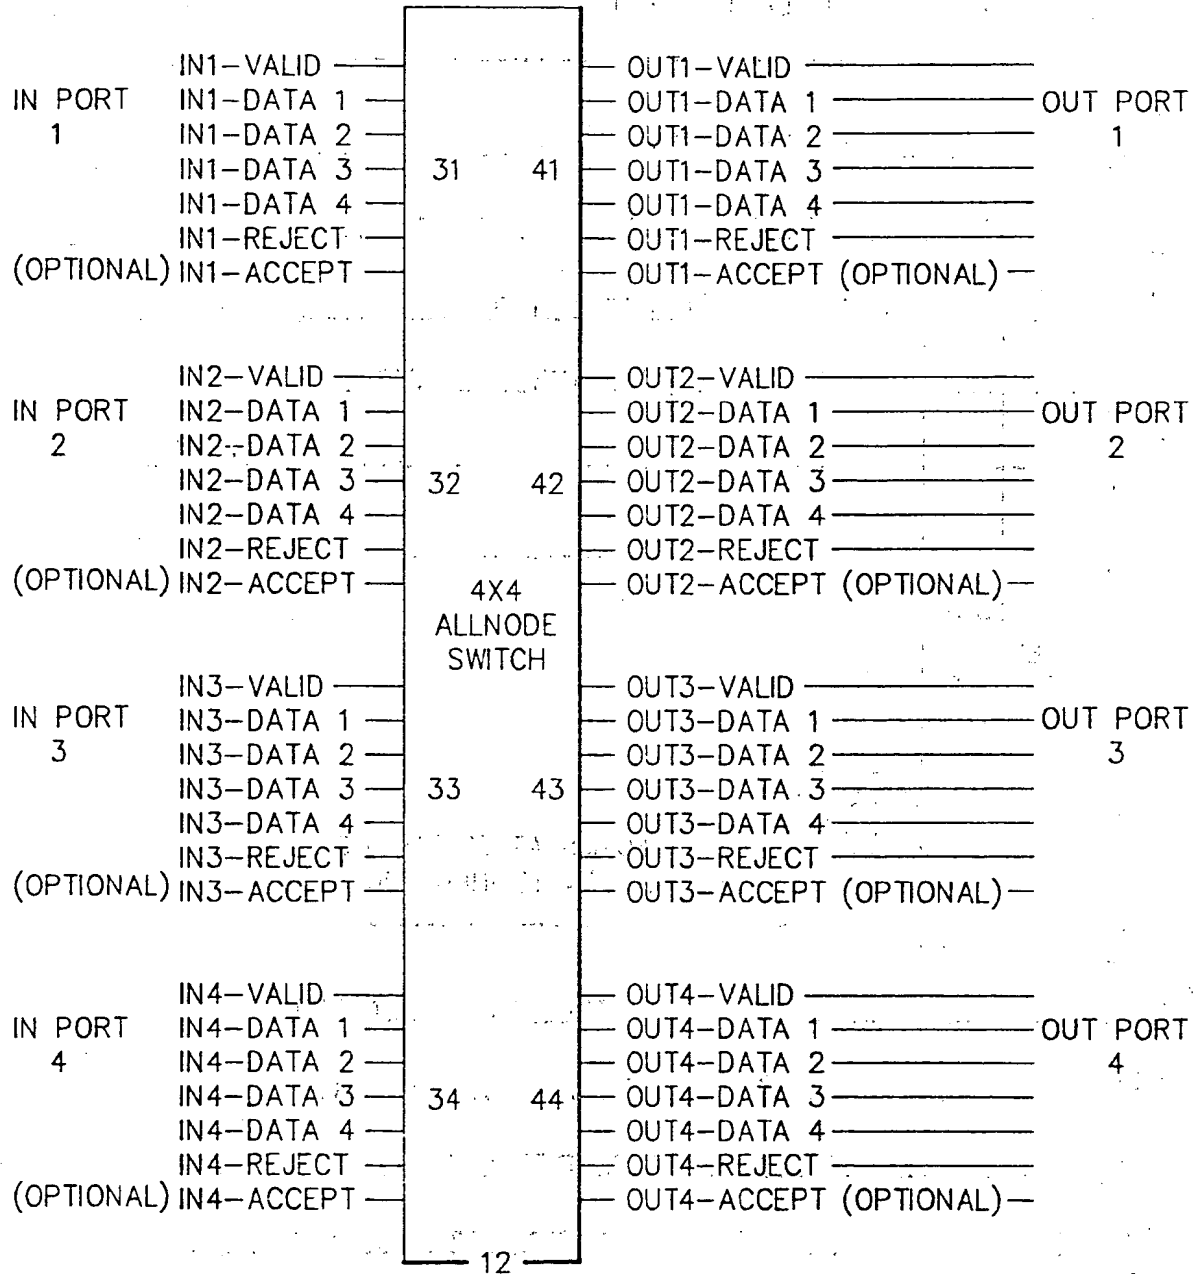 IN1-VALID OUT1-VALID
IN PORT IN1-DATA 1 OUT1-DATA 1 OUT PORT
1 IN1-DATA 2 OUT1-DATA 2 1
IN1-DATA 3 31 41 OUT1-DATA 3
IN1-DATA 4 OUT1-DATA 4
IN1-REJECT OUT1-REJECT
(OPTIONAL) IN1-ACCEPT OUT1-ACCEPT (OPTIONAL)
IN2-VALID OUT2-VALID
IN PORT IN2-DATA 1 OUT2-DATA 1 OUT PORT
2 IN2-DATA 2 OUT2-DATA 2 2
IN2-DATA 3 32 42 OUT2-DATA 3
IN2-DATA 4 OUT2-DATA 4
IN2-REJECT OUT2-REJECT
(OPTIONAL) IN2-ACCEPT OUT2-ACCEPT (OPTIONAL)
4X4
ALLNODE
SWITCH
IN3-VALID OUT3-VALID
IN PORT IN3-DATA 1 OUT3-DATA 1 OUT PORT
3 IN3-DATA 2 OUT3-DATA 2 3
IN3-DATA 3 33 43 OUT3-DATA 3
IN3-DATA 4 OUT3-DATA 4
IN3-REJECT OUT3-REJECT
(OPTIONAL) IN3-ACCEPT OUT3-ACCEPT (OPTIONAL)
IN4-VALID OUT4-VALID
IN PORT IN4-DATA 1 OUT4-DATA 1 OUT PORT
4 IN4-DATA 2 OUT4-DATA 2 4
IN4-DATA 3 34 44 OUT4-DATA 3
IN4-DATA 4 OUT4-DATA 4
IN4-REJECT OUT4-REJECT
(OPTIONAL) IN4-ACCEPT OUT4-ACCEPT (OPTIONAL)
12